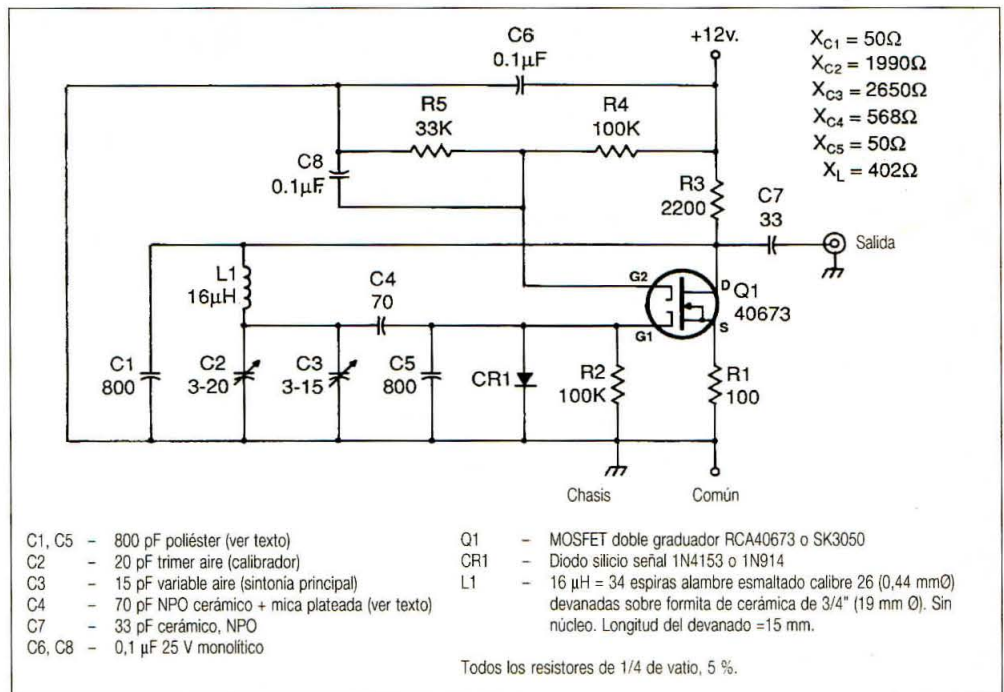 C6
0.1µF
+12v.
X_C1 = 50Ω
X_C2 = 1990Ω
X_C3 = 2650Ω
X_C4 = 568Ω
X_C5 = 50Ω
X_L = 402Ω
R5
33K
R4
100K
C8
0.1µF.
R3
2200
C7
33
Salida
L1
16µH
C4
70
G2
D
Q1
40673
G1
S
C1
800
C2
3-20
C3
3-15
C5
800
CR1
R2
100K
R1
100
Chasis
Común
C1, C5 – 800 pF poliéster (ver texto)
C2 – 20 pF trimer aire (calibrador)
C3 – 15 pF variable aire (sintonía principal)
C4 – 70 pF NPO cerámico + mica plateada (ver texto)
C7 – 33 pF cerámico, NPO
C6, C8 – 0,1 µF 25 V monolítico
Q1 – MOSFET doble graduador RCA40673 o SK3050
CR1 – Diodo silicio señal 1N4153 o 1N914
L1 – 16 µH = 34 espiras alambre esmaltado calibre 26 (0,44 mmØ)
devanadas sobre formita de cerámica de 3/4" (19 mm Ø). Sin
núcleo. Longitud del devanado =15 mm.
Todos los resistores de 1/4 de vatio, 5 %.